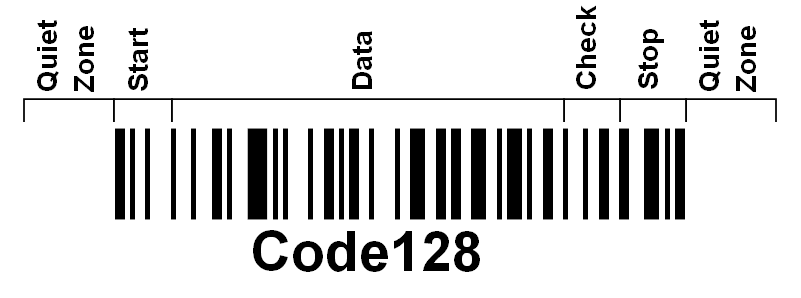 Quiet Zone
Start
Data
Check
Stop
Quiet Zone
Code128